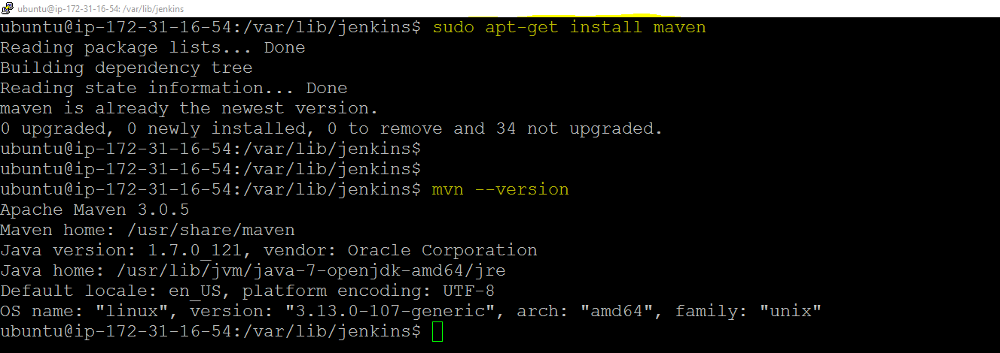 ubuntu@ip-172-31-16-54: /var/lib/jenkins
ubuntu@ip-172-31-16-54:/var/lib/jenkins$ sudo apt-get install maven
Reading package lists... Done
Building dependency tree
Reading state information... Done
maven is already the newest version.
0 upgraded, 0 newly installed, 0 to remove and 34 not upgraded.
ubuntu@ip-172-31-16-54:/var/lib/jenkins$
ubuntu@ip-172-31-16-54:/var/lib/jenkins$
ubuntu@ip-172-31-16-54:/var/lib/jenkins$ mvn --version
Apache Maven 3.0.5
Maven home: /usr/share/maven
Java version: 1.7.0_121, vendor: Oracle Corporation
Java home: /usr/lib/jvm/java-7-openjdk-amd64/jre
Default locale: en_US, platform encoding: UTF-8
OS name: "linux", version: "3.13.0-107-generic", arch: "amd64", family: "unix"
ubuntu@ip-172-31-16-54:/var/lib/jenkins$